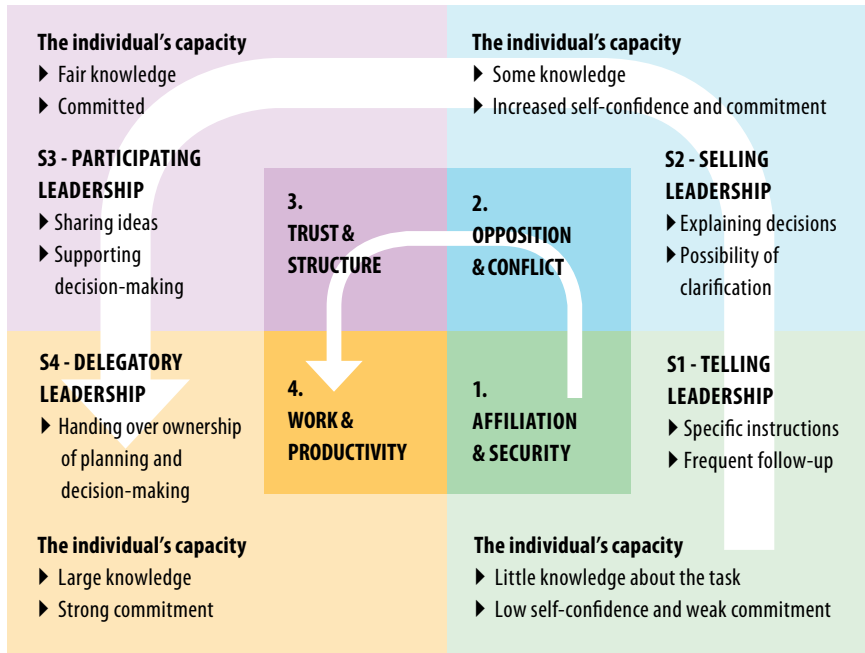 The individual’s capacity
▶ Fair knowledge
▶ Committed
S3 - PARTICIPATING
LEADERSHIP
▶ Sharing ideas
▶ Supporting
decision-making
The individual’s capacity
▶ Some knowledge
▶ Increased self-confidence and commitment
S2 - SELLING
LEADERSHIP
▶ Explaining decisions
▶ Possibility of
clarification
3.
TRUST &
STRUCTURE
2.
OPPOSITION
& CONFLICT
S4 - DELEGATORY
LEADERSHIP
▶ Handing over ownership
of planning and
decision-making
4.
WORK &
PRODUCTIVITY
1.
AFFILIATION
& SECURITY
S1 - TELLING
LEADERSHIP
▶ Specific instructions
▶ Frequent follow-up
The individual’s capacity
▶ Large knowledge
▶ Strong commitment
The individual’s capacity
▶ Little knowledge about the task
▶ Low self-confidence and weak commitment